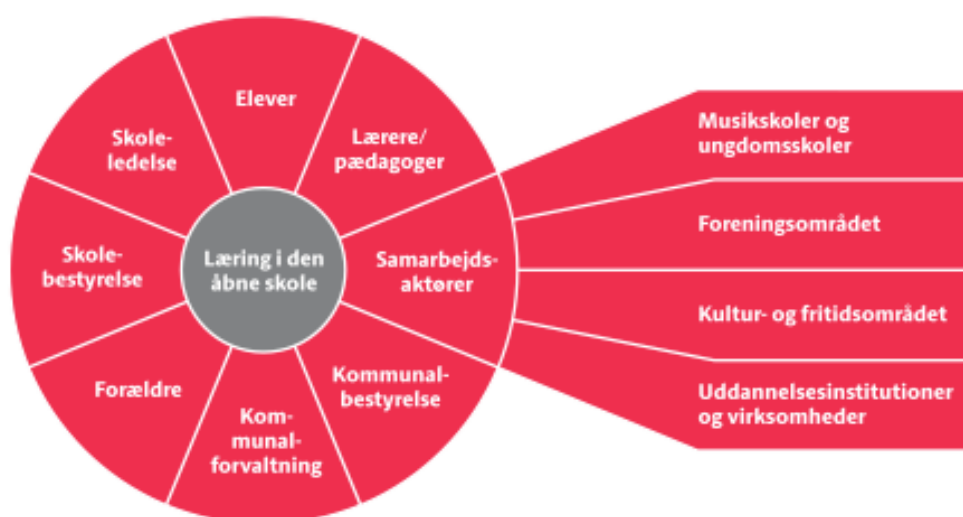 Elever
Lærere/
pædagoger
Samarbejds-
aktører
Kommunal-
bestyrelse
Kom-
munal-
forvaltning
Forældre
Skole-
bestyrelse
Skole-
ledelse
Læring i den
åbne skole
Musikskoler og
ungdomsskoler
Foreningsområdet
Kultur- og fritidsområdet
Uddannelsesinstitutioner
og virksomheder